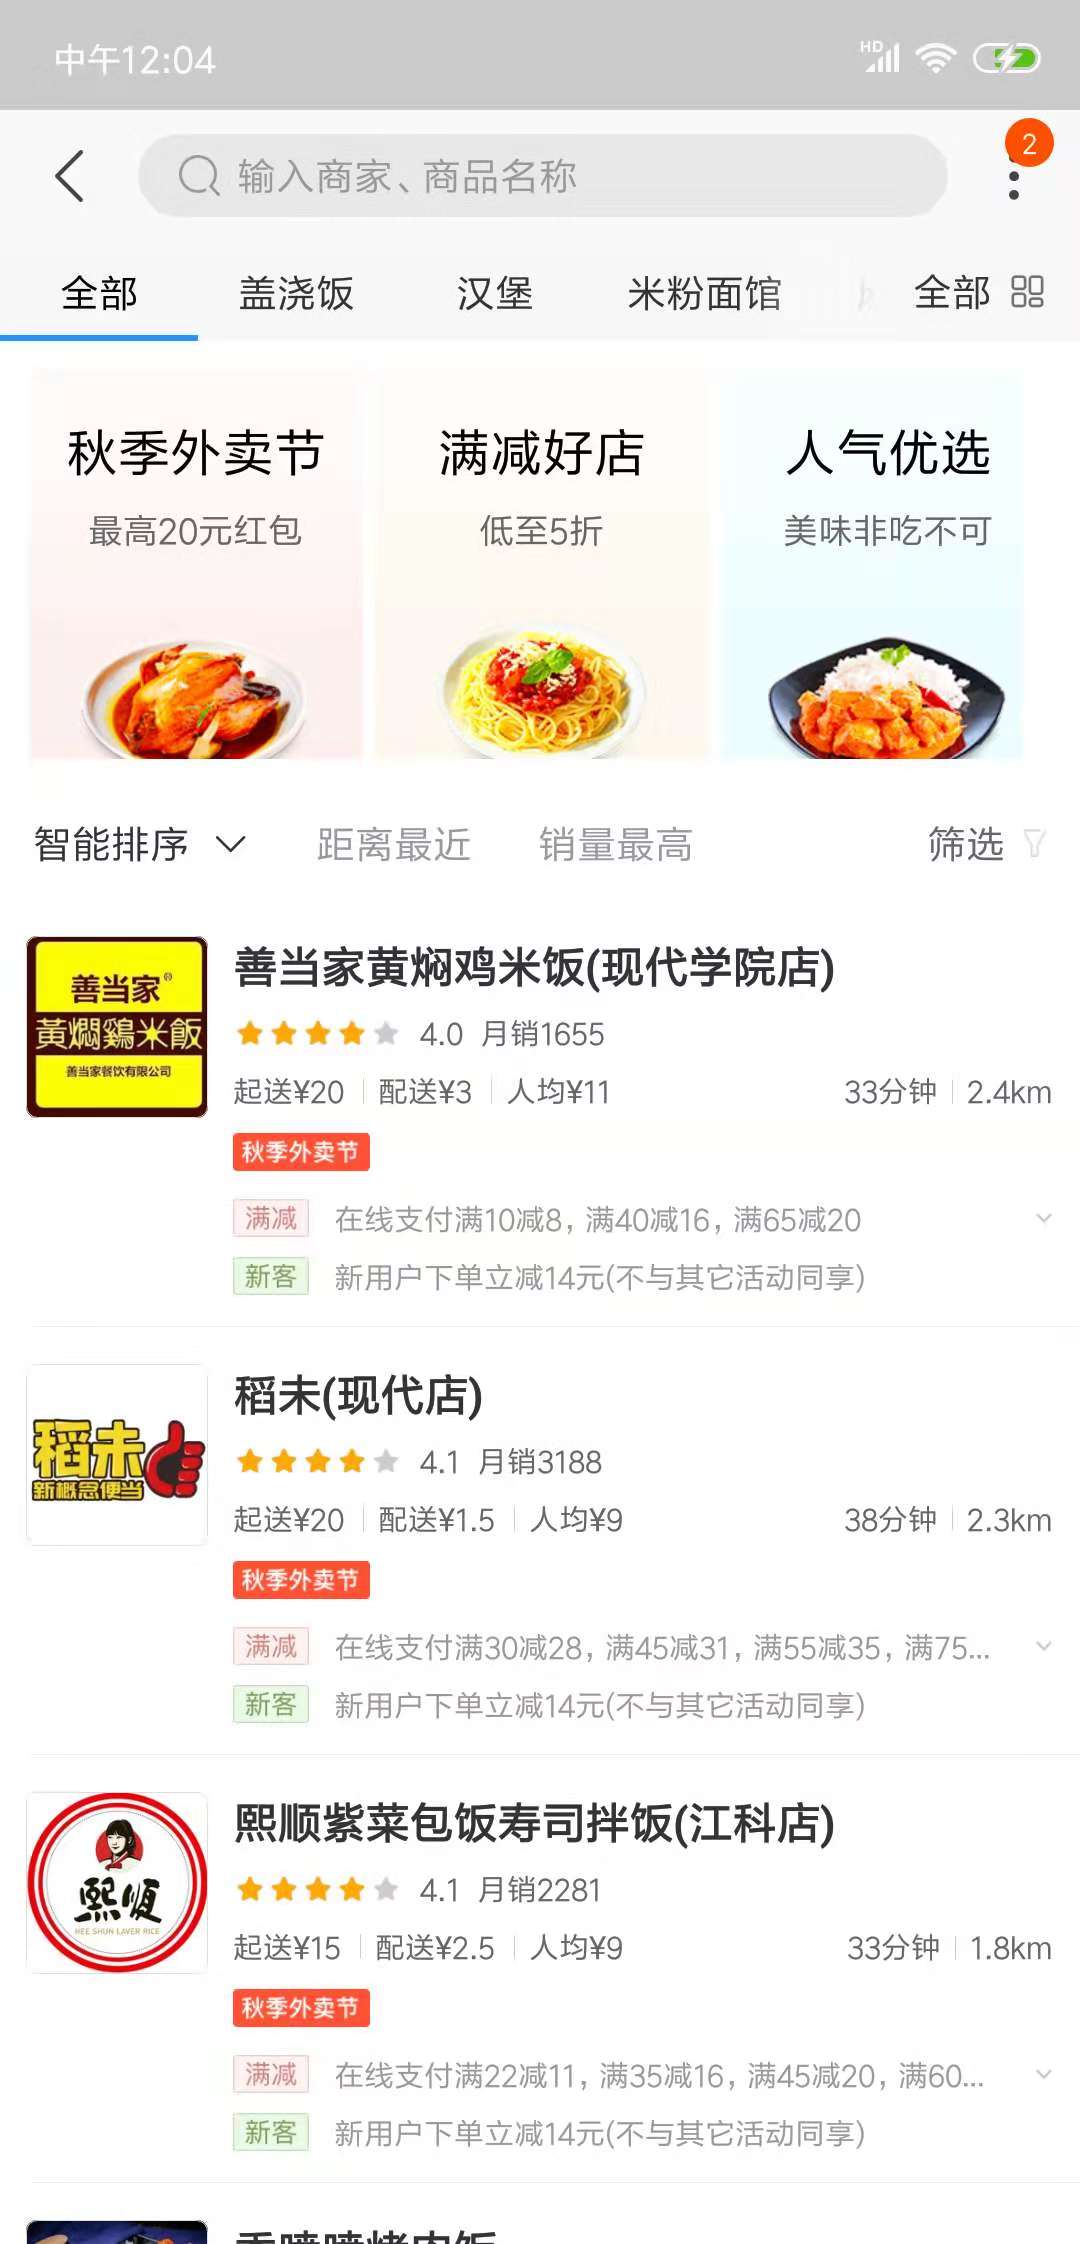 中午12:04
HD
2
输入商家、商品名称
全部 盖浇饭 汉堡 米粉面馆 全部
秋季外卖节 满减好店 人气优选
最高20元红包 低至5折 美味非吃不可
智能排序 距离最近 销量最高 筛选
善当家®
黄焖鷄米飯
善当家餐饮有限公司
善当家黄焖鸡米饭(现代学院店)
4.0 月销1655
起送¥20 配送¥3 人均¥11 33分钟 2.4km
秋季外卖节
满减 在线支付满10减8，满40减16，满65减20
新客 新用户下单立减14元(不与其它活动同享)
稻未
新概念便当
稻未(现代店)
4.1 月销3188
起送¥20 配送¥1.5 人均¥9 38分钟 2.3km
秋季外卖节
满减 在线支付满30减28，满45减31，满55减35，满75...
新客 新用户下单立减14元(不与其它活动同享)
熙顺
HEE SHUN LAVER RICE
熙顺紫菜包饭寿司拌饭(江科店)
4.1 月销2281
起送¥15 配送¥2.5 人均¥9 33分钟 1.8km
秋季外卖节
满减 在线支付满22减11，满35减16，满45减20，满60...
新客 新用户下单立减14元(不与其它活动同享)
香喷喷烤肉饭